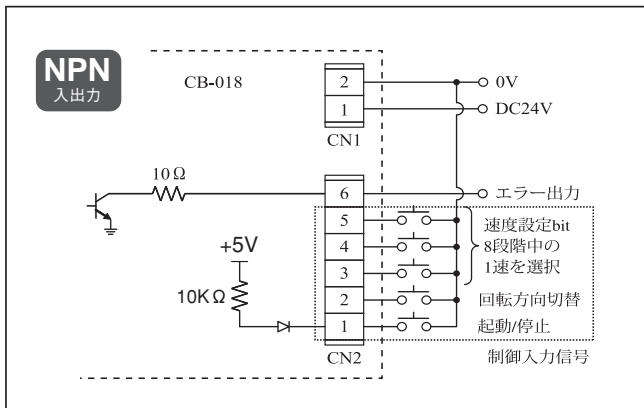 NPN
入出力
CB-018
2
0V
1
DC24V
CN1
10Ω
6
エラー出力
5
速度設定bit
4
8段階中の
3
1速を選択
+5V
10KΩ
2
回転方向切替
1
起動/停止
CN2
制御入力信号